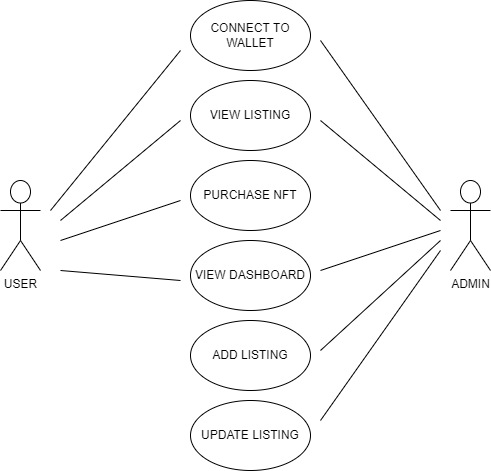 CONNECT TO
WALLET
VIEW LISTING
PURCHASE NFT
VIEW DASHBOARD
USER
ADMIN
ADD LISTING
UPDATE LISTING